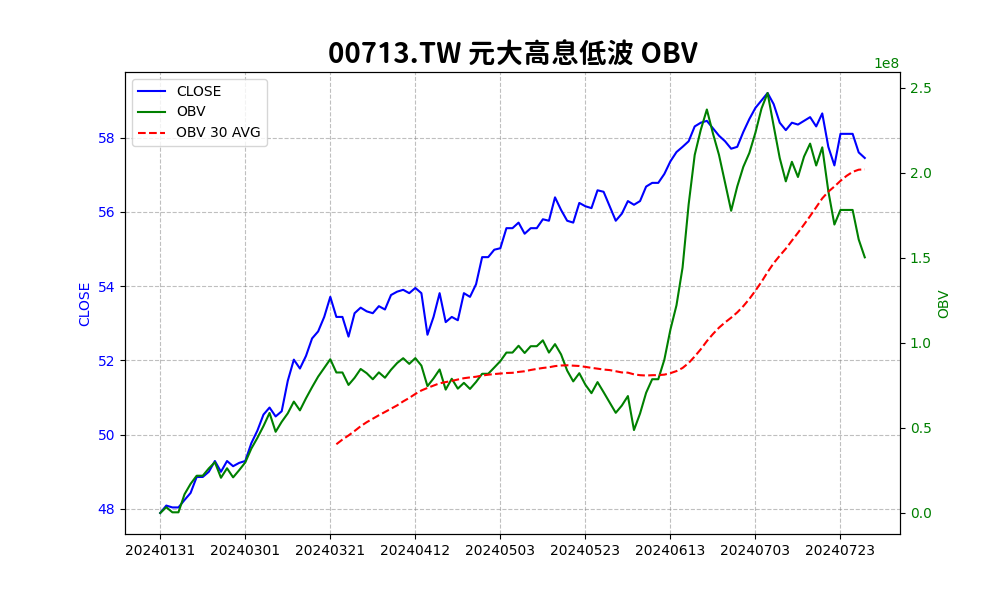 00713.TW 元大高息低波 OBV
1e8
CLOSE
OBV
OBV 30 AVG
58
56
54
52
50
48
CLOSE
2.5
2.0
1.5
1.0
0.5
0.0
OBV
20240131 20240301 20240321 20240412 20240503 20240523 20240613 20240703 20240723